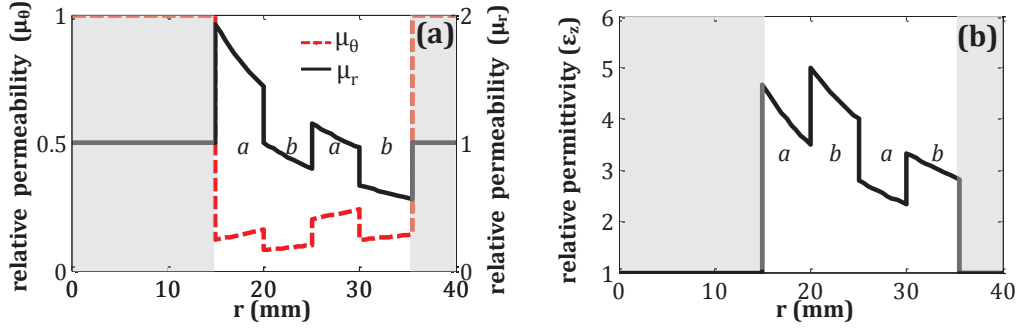 relative permeability (μθ)
1
0.5
0
0 10 20 30 40
r (mm)
(a)
μθ
μr
a b a b
2
1
0
relative permeability (μr)
relative permittivity (εz)
6
5
4
3
2
1
0 10 20 30 40
r (mm)
(b)
a b a b